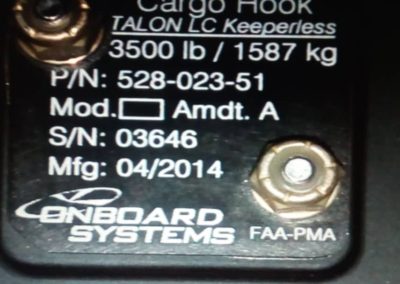 Cargo Hook
TALON LC Keeperless
3500 lb / 1587 kg
P/N: 528-023-51
Mod. Amdt. A
S/N: 03646
Mfg: 04/2014
ONBOARD
SYSTEMS
FAA-PMA